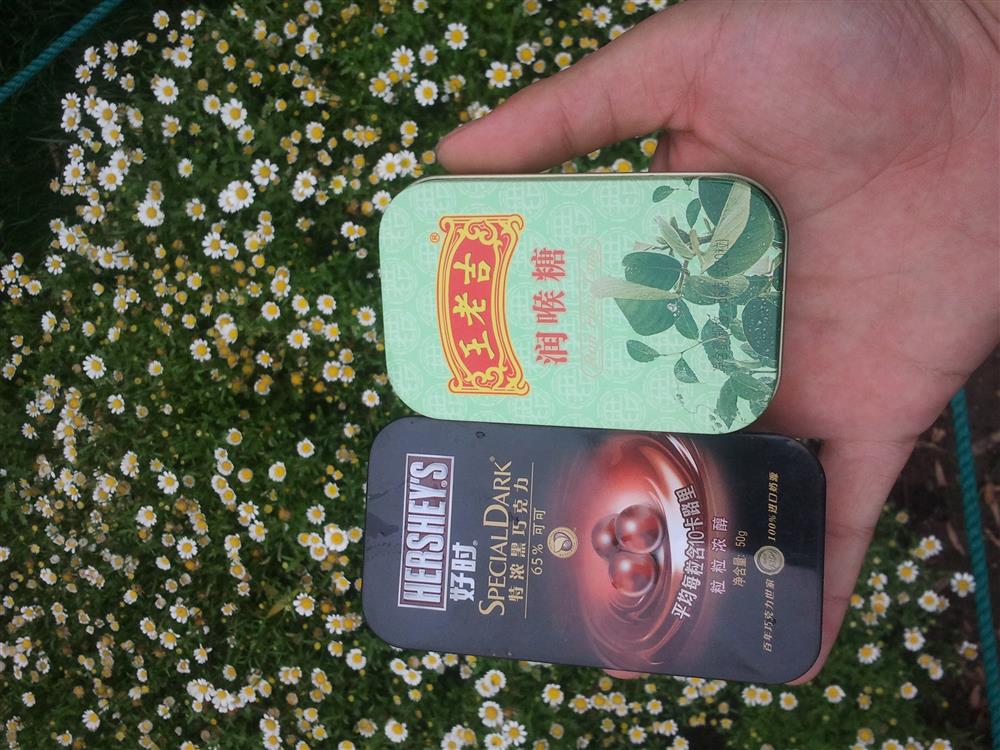 王老吉
®
润喉糖
HERSHEY'S
好时®
SPECIAL DARK®
特浓黑巧克力
65% 可可
平均每粒含10卡路里
粒粒浓醇
净含量: 50g
百年巧克力世家
100%进口奶源